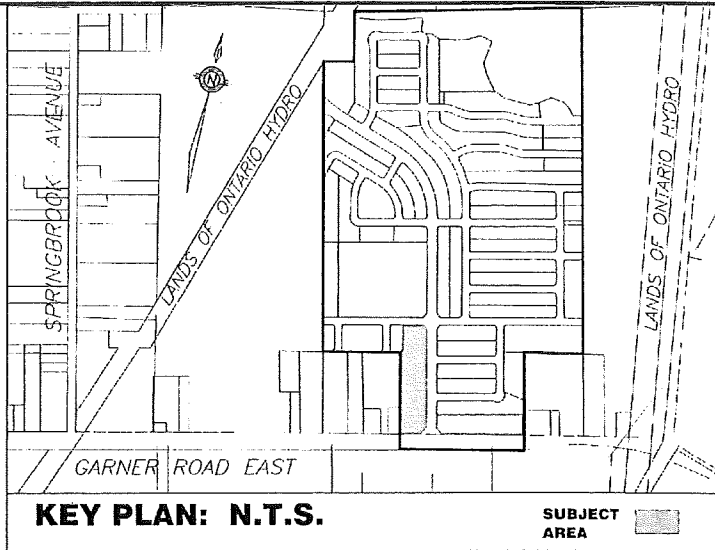 SPRINGBROOK AVENUE
N
LANDS OF ONTARIO HYDRO
LANDS OF ONTARIO HYDRO
GARNER ROAD EAST
KEY PLAN: N.T.S.
SUBJECT
AREA